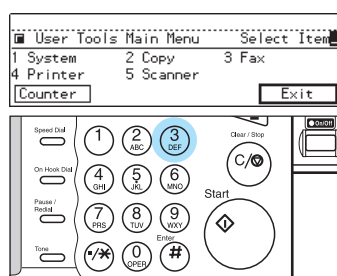 User Tools Main Menu Select Item
1 System 2 Copy 3 Fax
4 Printer 5 Scanner
Counter Exit
On/Off
Speed Dial 1 2 ABC 3 DEF Clear / Stop
C/
On Hook Dial 4 GHI 5 JKL 6 MNO
Start
Pause / Redial 7 PRS 8 TUV 9 WXY
Enter
Tone •/* 0 OPER #